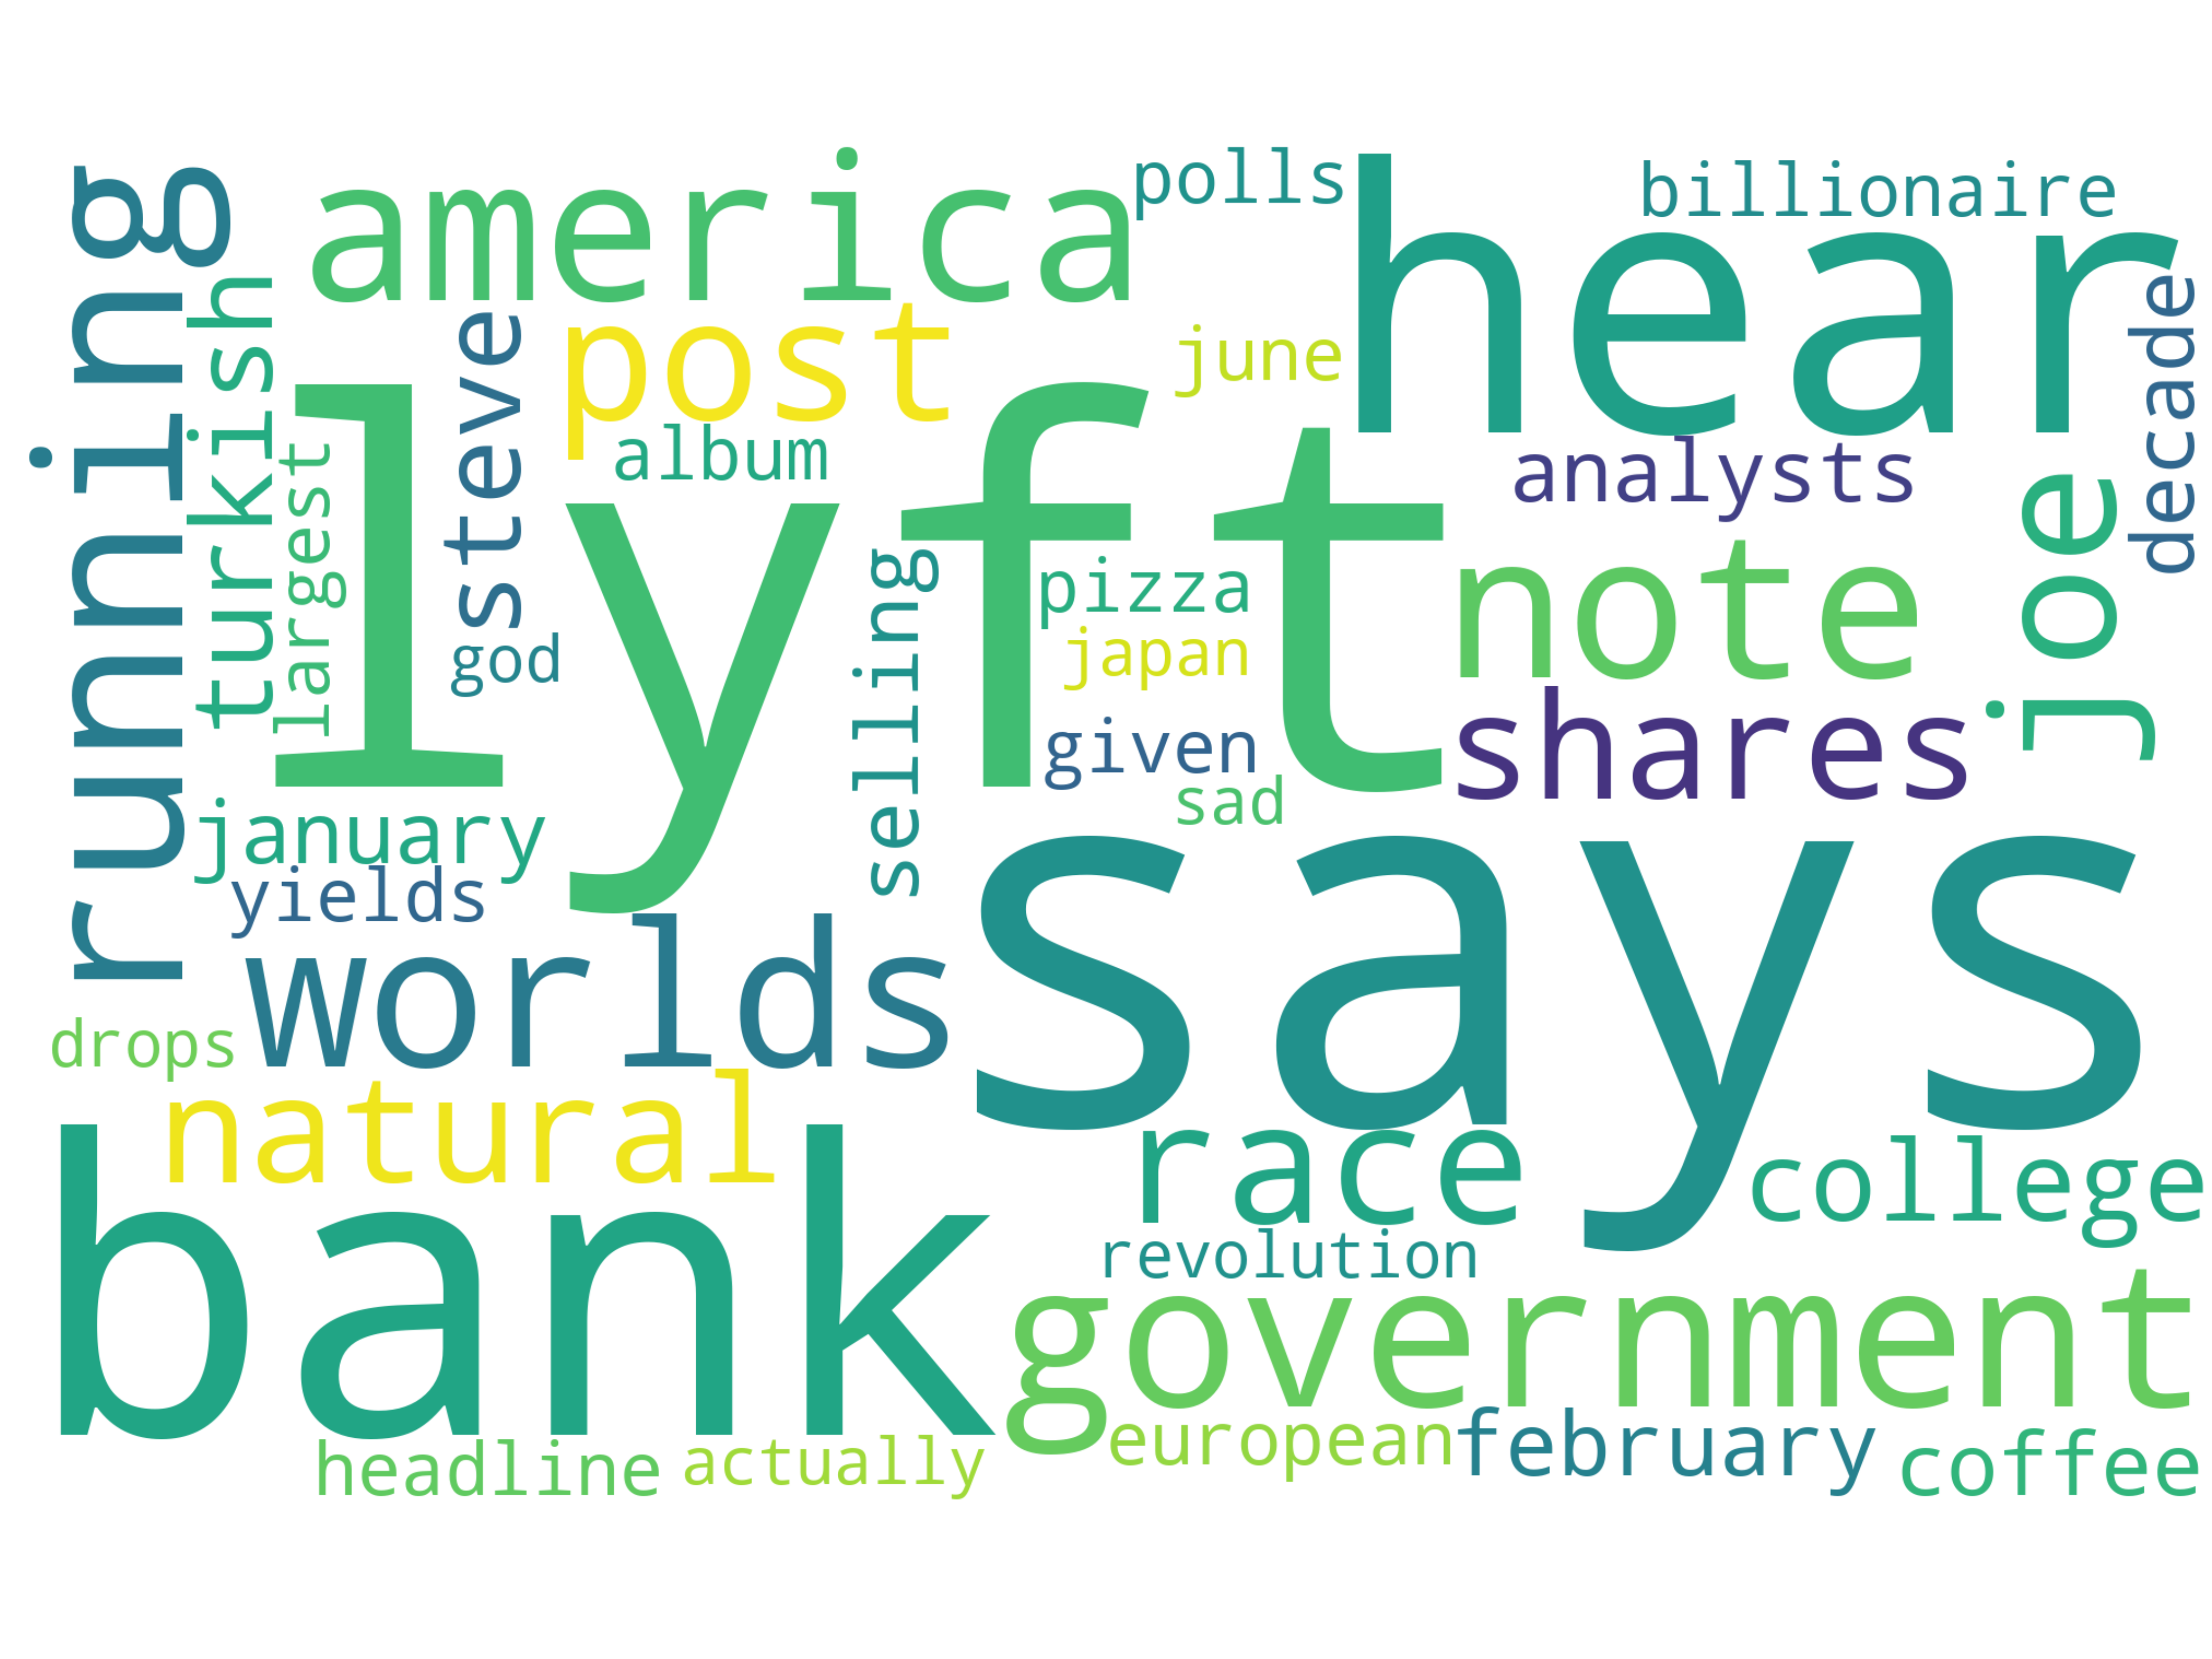 running
turkish
largest
america
polls
billionaire
hear
decade
steve
post
june
album
lyft
analysts
joe
god
selling
pizza
japan
note
given
shares
sad
january
yields
says
worlds
drops
natural
race
college
bank
revolution
government
european
february
coffee
headline
actually